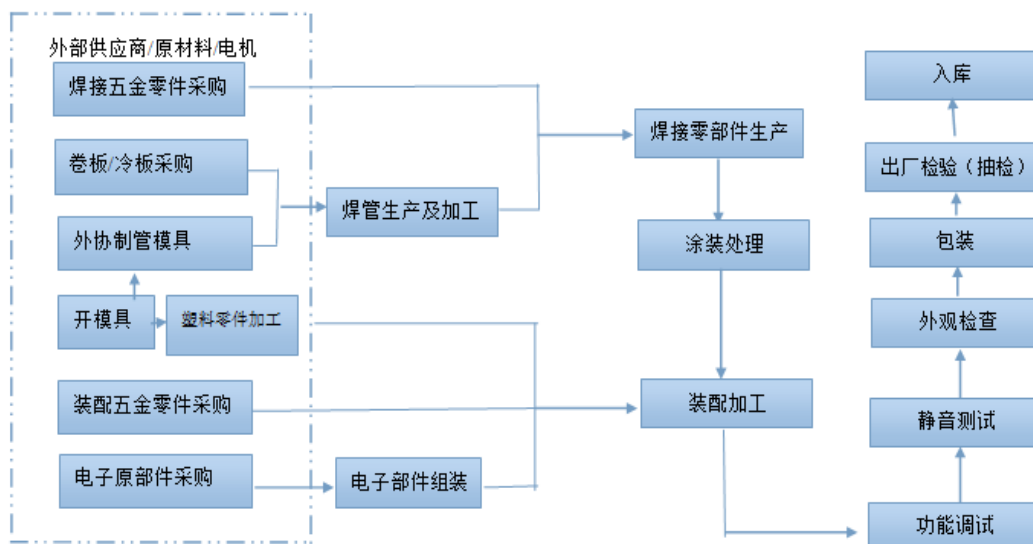 外部供应商/原材料/电机
焊接五金零件采购
卷板/冷板采购
外协制管模具
开模具
塑料零件加工
装配五金零件采购
电子原部件采购
焊管生产及加工
电子部件组装
焊接零部件生产
涂装处理
装配加工
入库
出厂检验（抽检）
包装
外观检查
静音测试
功能调试